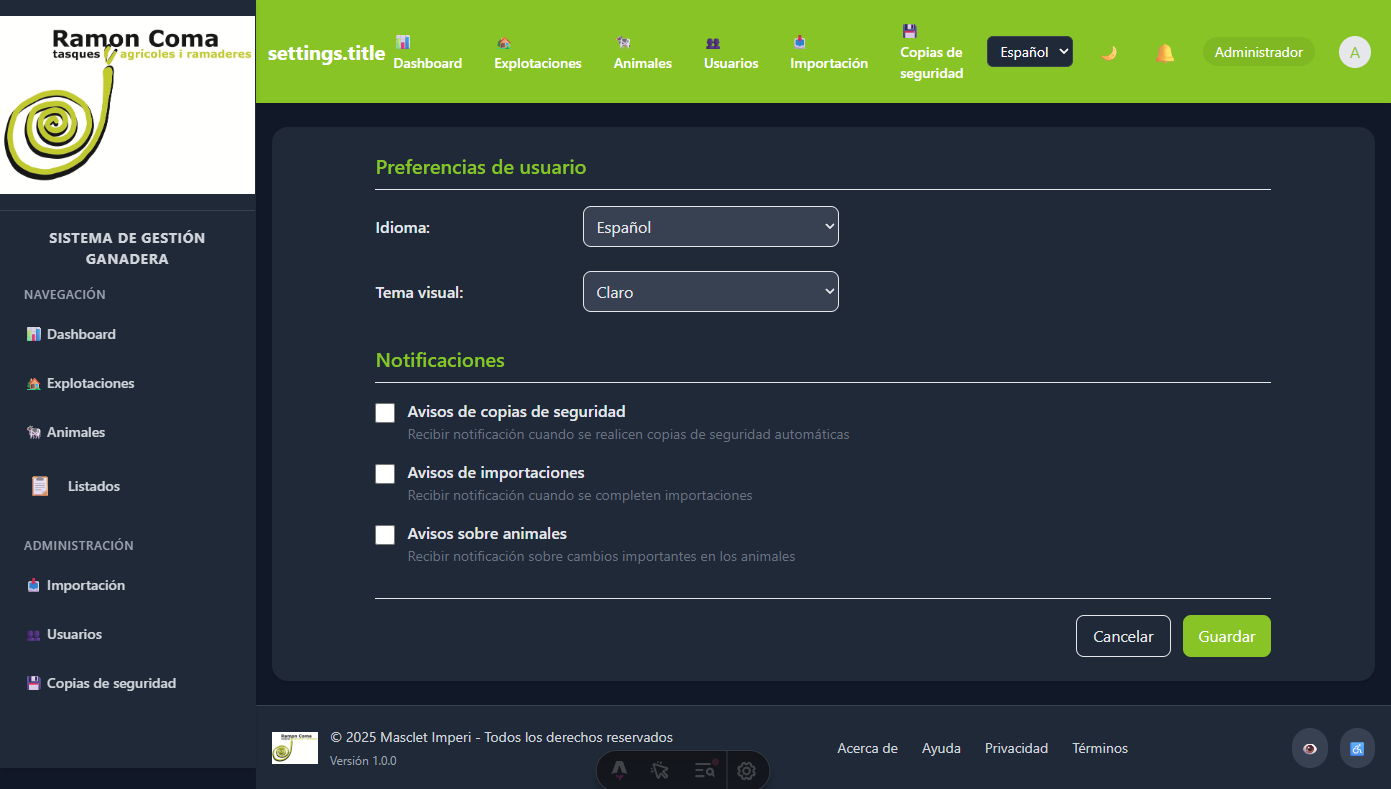 Ramon Coma
tasques agrícoles i ramaderes
SISTEMA DE GESTIÓN
GANADERA
NAVEGACIÓN
Dashboard
Explotaciones
Animales
Listados
ADMINISTRACIÓN
Importación
Usuarios
Copias de seguridad
settings.title
Dashboard
Explotaciones
Animales
Usuarios
Importación
Copias de
seguridad
Español
Administrador
A
Preferencias de usuario
Idioma:
Español
Tema visual:
Claro
Notificaciones
Avisos de copias de seguridad
Recibir notificación cuando se realicen copias de seguridad automáticas
Avisos de importaciones
Recibir notificación cuando se completen importaciones
Avisos sobre animales
Recibir notificación sobre cambios importantes en los animales
Cancelar
Guardar
Ramon Coma
© 2025 Masclet Imperi - Todos los derechos reservados
Versión 1.0.0
Acerca de
Ayuda
Privacidad
Términos